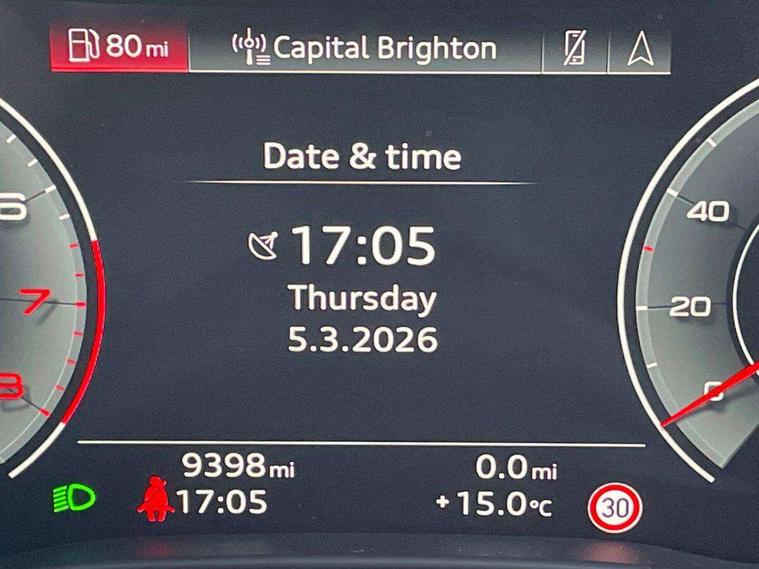 80 mi Capital Brighton
Date & time
17:05
Thursday
5.3.2026
6
7
8
40
20
0
9398 mi 0.0 mi
17:05 +15.0°C 30